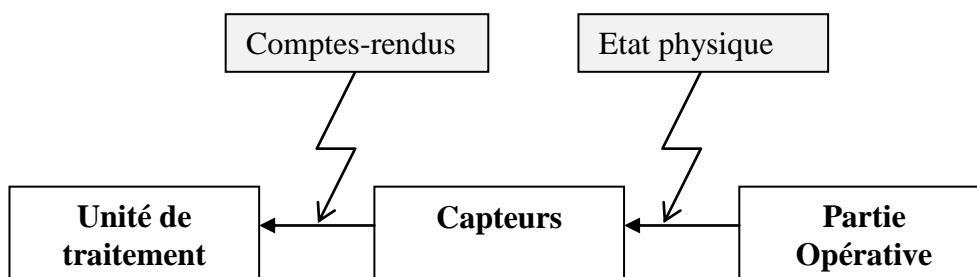 Comptes-rendus
Etat physique
Unité de
traitement
Capteurs
Partie
Opérative